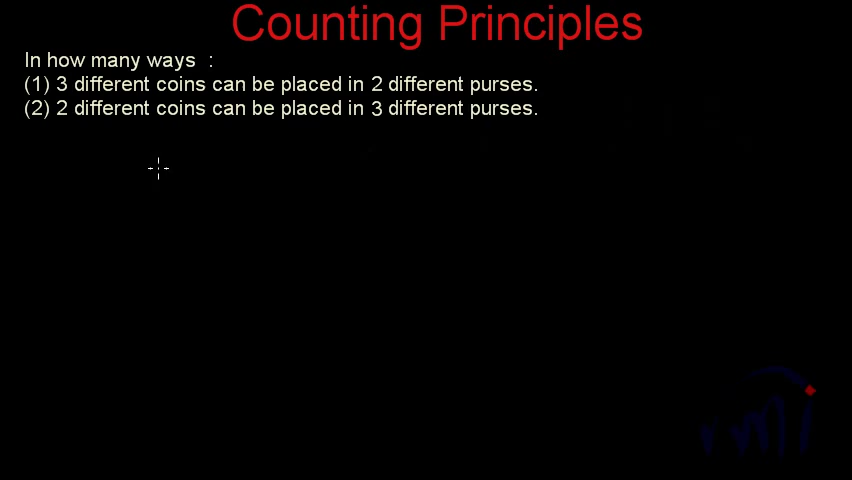 Counting Principles
In how many ways :
(1) 3 different coins can be placed in 2 different purses.
(2) 2 different coins can be placed in 3 different purses.